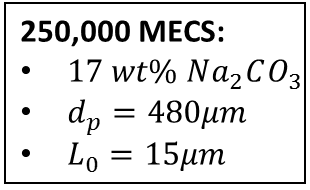 250,000 MECS:
• 17 wt% Na₂CO₃
• dₚ = 480μm
• L₀ = 15μm